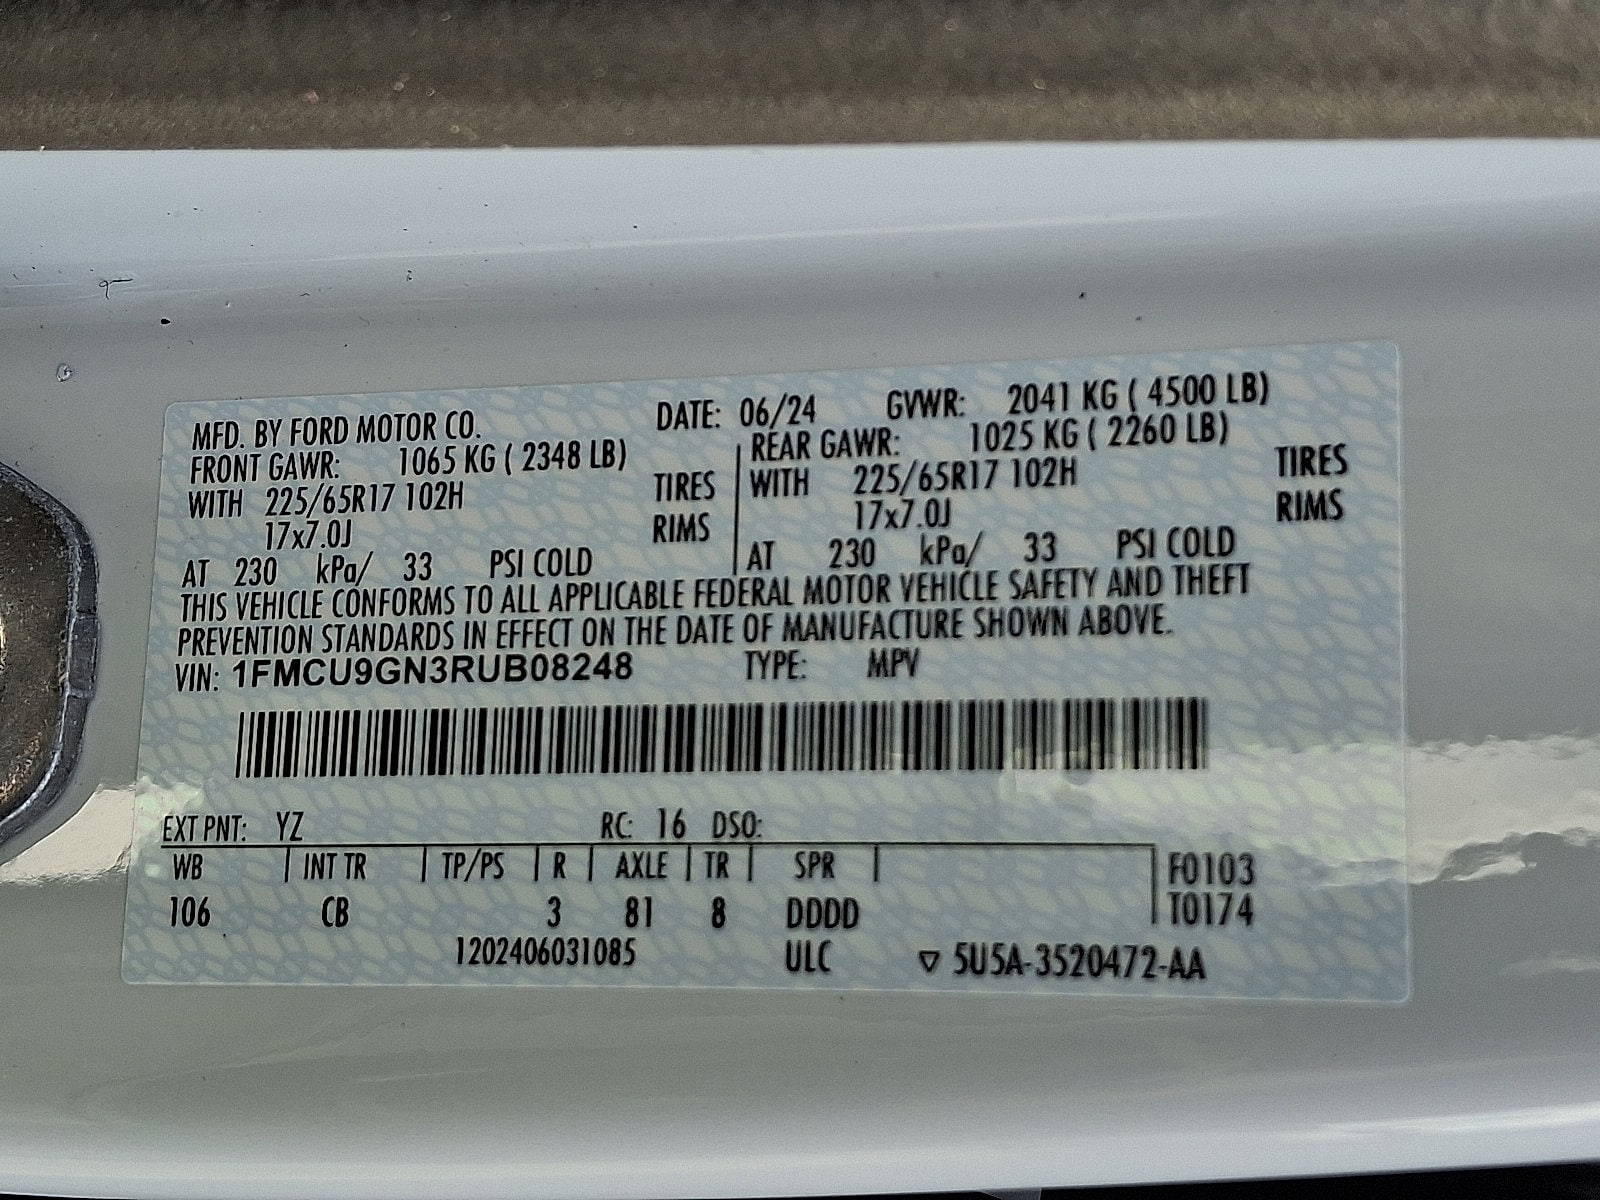 MFD. BY FORD MOTOR CO. DATE: 06/24 GVWR: 2041 KG ( 4500 LB)
FRONT GAWR: 1065 KG ( 2348 LB) REAR GAWR: 1025 KG ( 2260 LB)
WITH 225/65R17 102H TIRES WITH 225/65R17 102H TIRES
17x7.0J RIMS 17x7.0J RIMS
AT 230 kPa/ 33 PSI COLD AT 230 kPa/ 33 PSI COLD
THIS VEHICLE CONFORMS TO ALL APPLICABLE FEDERAL MOTOR VEHICLE SAFETY AND THEFT
PREVENTION STANDARDS IN EFFECT ON THE DATE OF MANUFACTURE SHOWN ABOVE.
VIN: 1FMCU9GN3RUB08248 TYPE: MPV
EXT PNT: YZ RC: 16 DSO:
WB INT TR TP/PS R AXLE TR SPR F0103
106 CB 3 81 8 DDDD T0174
1202406031085 ULC ▽ 5U5A-3520472-AA